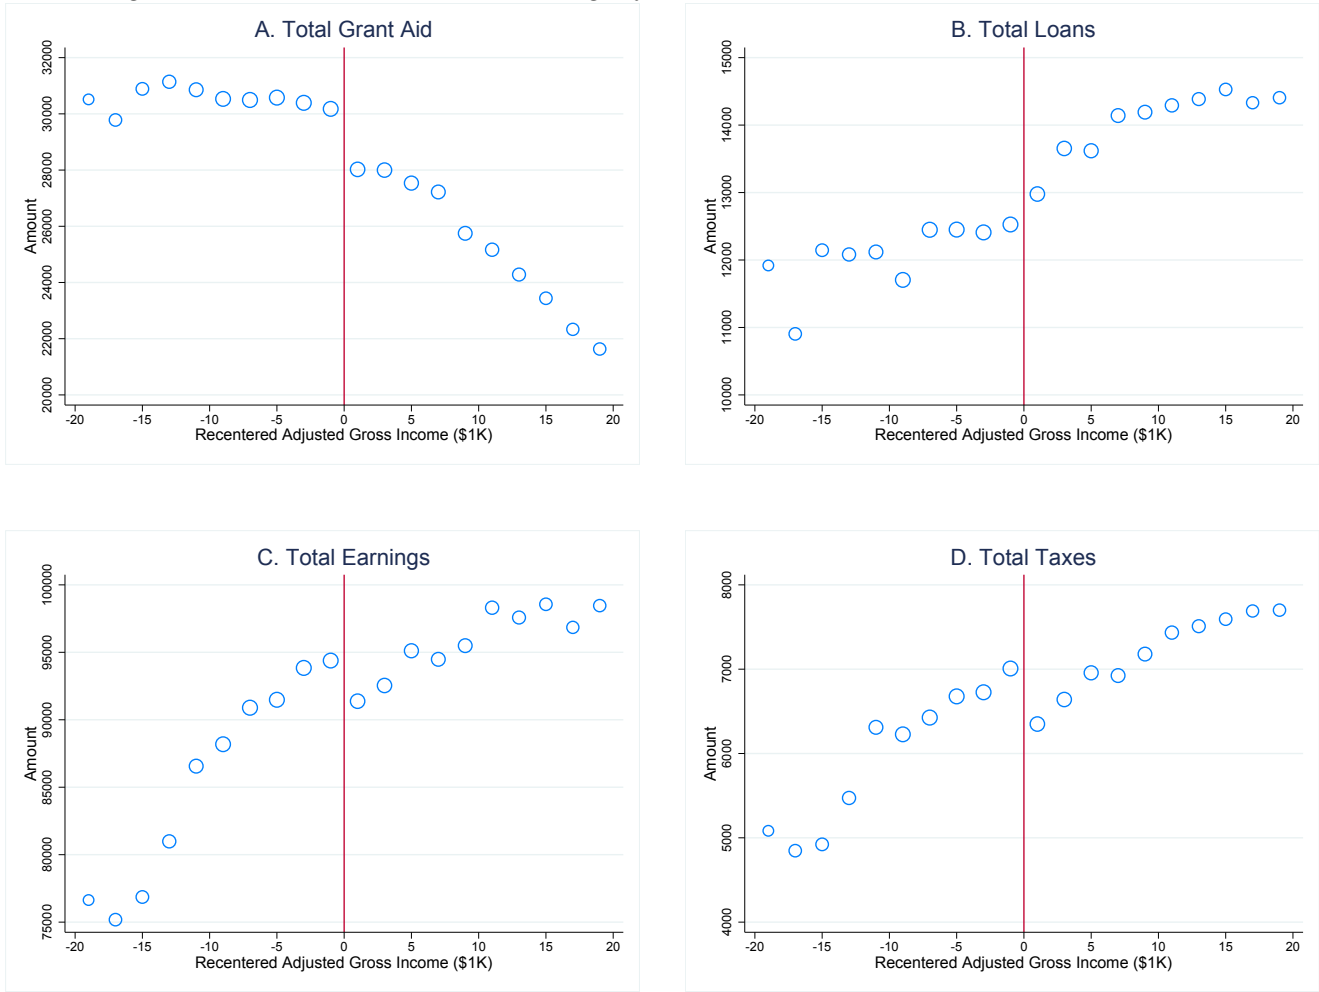 A. Total Grant Aid
Amount
32000
30000
28000
26000
24000
22000
20000
-20 -15 -10 -5 0 5 10 15 20
Recentered Adjusted Gross Income ($1K)
B. Total Loans
Amount
15000
14000
13000
12000
11000
10000
-20 -15 -10 -5 0 5 10 15 20
Recentered Adjusted Gross Income ($1K)
C. Total Earnings
Amount
100000
95000
90000
85000
80000
75000
-20 -15 -10 -5 0 5 10 15 20
Recentered Adjusted Gross Income ($1K)
D. Total Taxes
Amount
8000
7000
6000
5000
4000
-20 -15 -10 -5 0 5 10 15 20
Recentered Adjusted Gross Income ($1K)